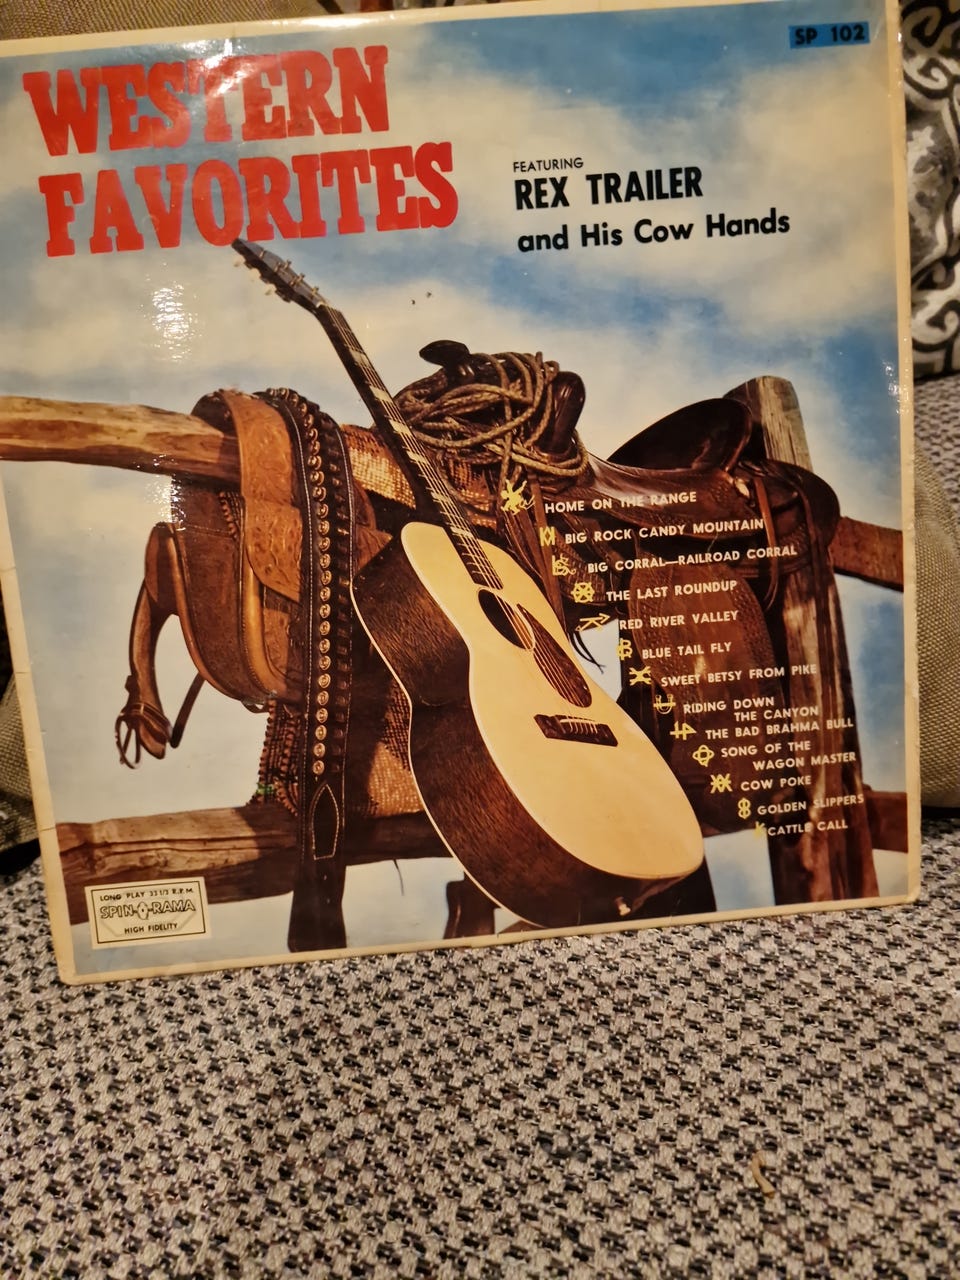 SP 102
WESTERN
FAVORITES
FEATURING
REX TRAILER
and His Cow Hands
HOME ON THE RANGE
BIG ROCK CANDY MOUNTAIN
BIG CORRAL—RAILROAD CORRAL
THE LAST ROUNDUP
RED RIVER VALLEY
BLUE TAIL FLY
SWEET BETSY FROM PIKE
RIDING DOWN
THE CANYON
THE BAD BRAHMA BULL
SONG OF THE
WAGON MASTER
COW POKE
GOLDEN SLIPPERS
CATTLE CALL
LONG PLAY 33 1/3 R.P.M.
SPIN-O-RAMA
HIGH FIDELITY